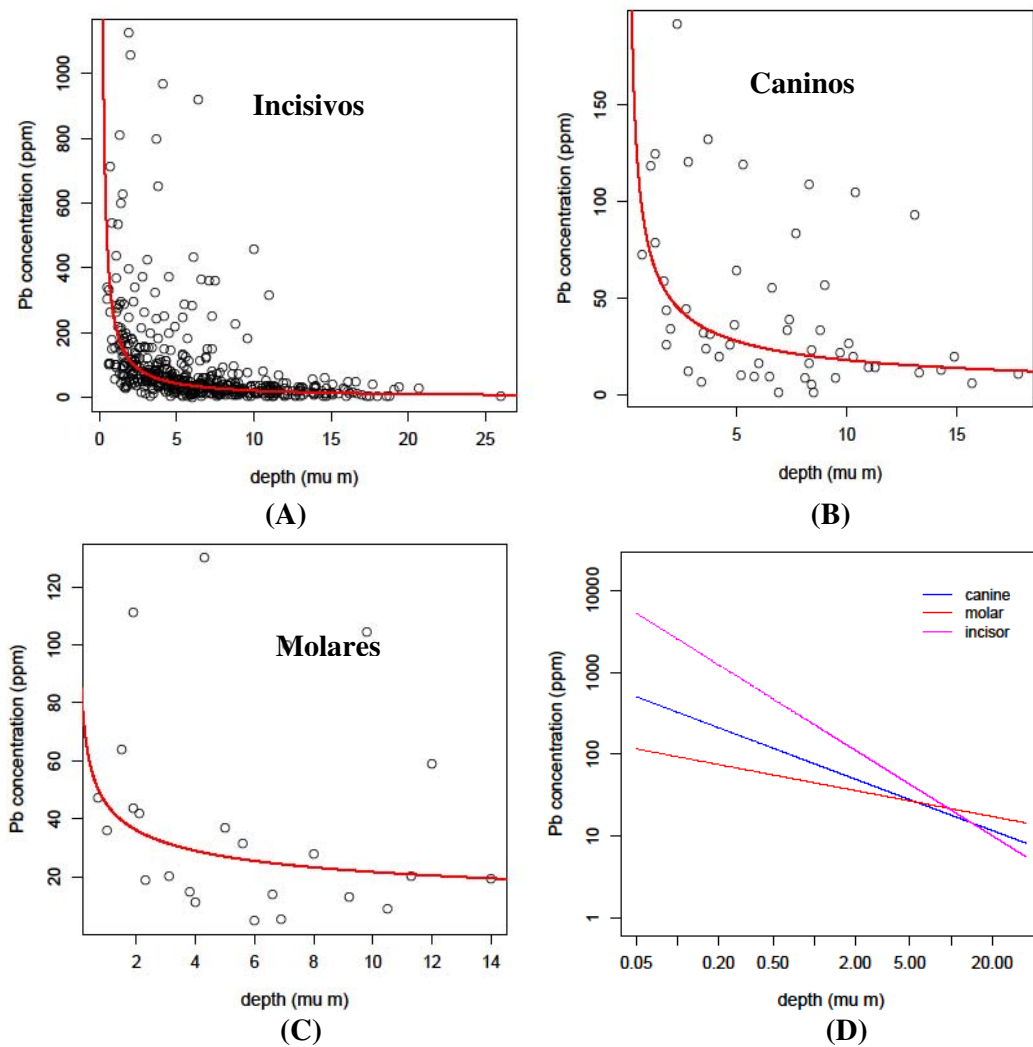 Incisivos
Pb concentration (ppm)
1000
800
600
400
200
0
0 5 10 15 20 25
depth (mu m)
(A)
Caninos
Pb concentration (ppm)
150
100
50
0
5 10 15
depth (mu m)
(B)
Molares
Pb concentration (ppm)
120
100
80
60
40
20
2 4 6 8 10 12 14
depth (mu m)
(C)
canine
molar
incisor
Pb concentration (ppm)
10000
1000
100
10
1
0.05 0.20 0.50 2.00 5.00 20.00
depth (mu m)
(D)